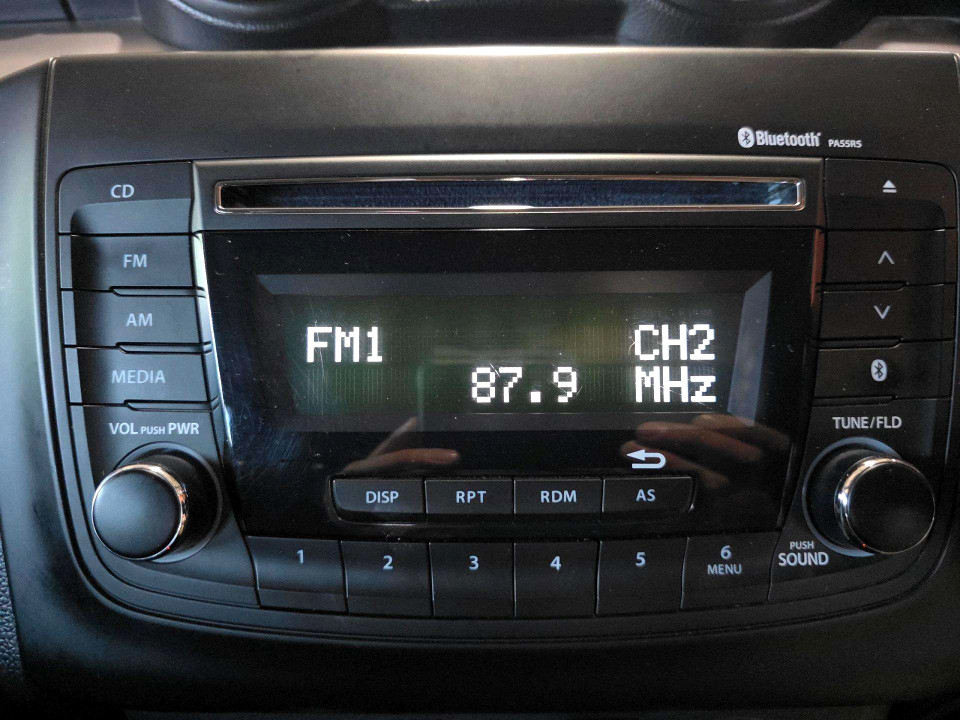 Bluetooth PA55R5
CD
FM
AM
MEDIA
VOL PUSH PWR
FM1 CH2
87.9 MHz
TUNE/FLD
DISP RPT RDM AS
1 2 3 4 5 6
MENU
PUSH
SOUND